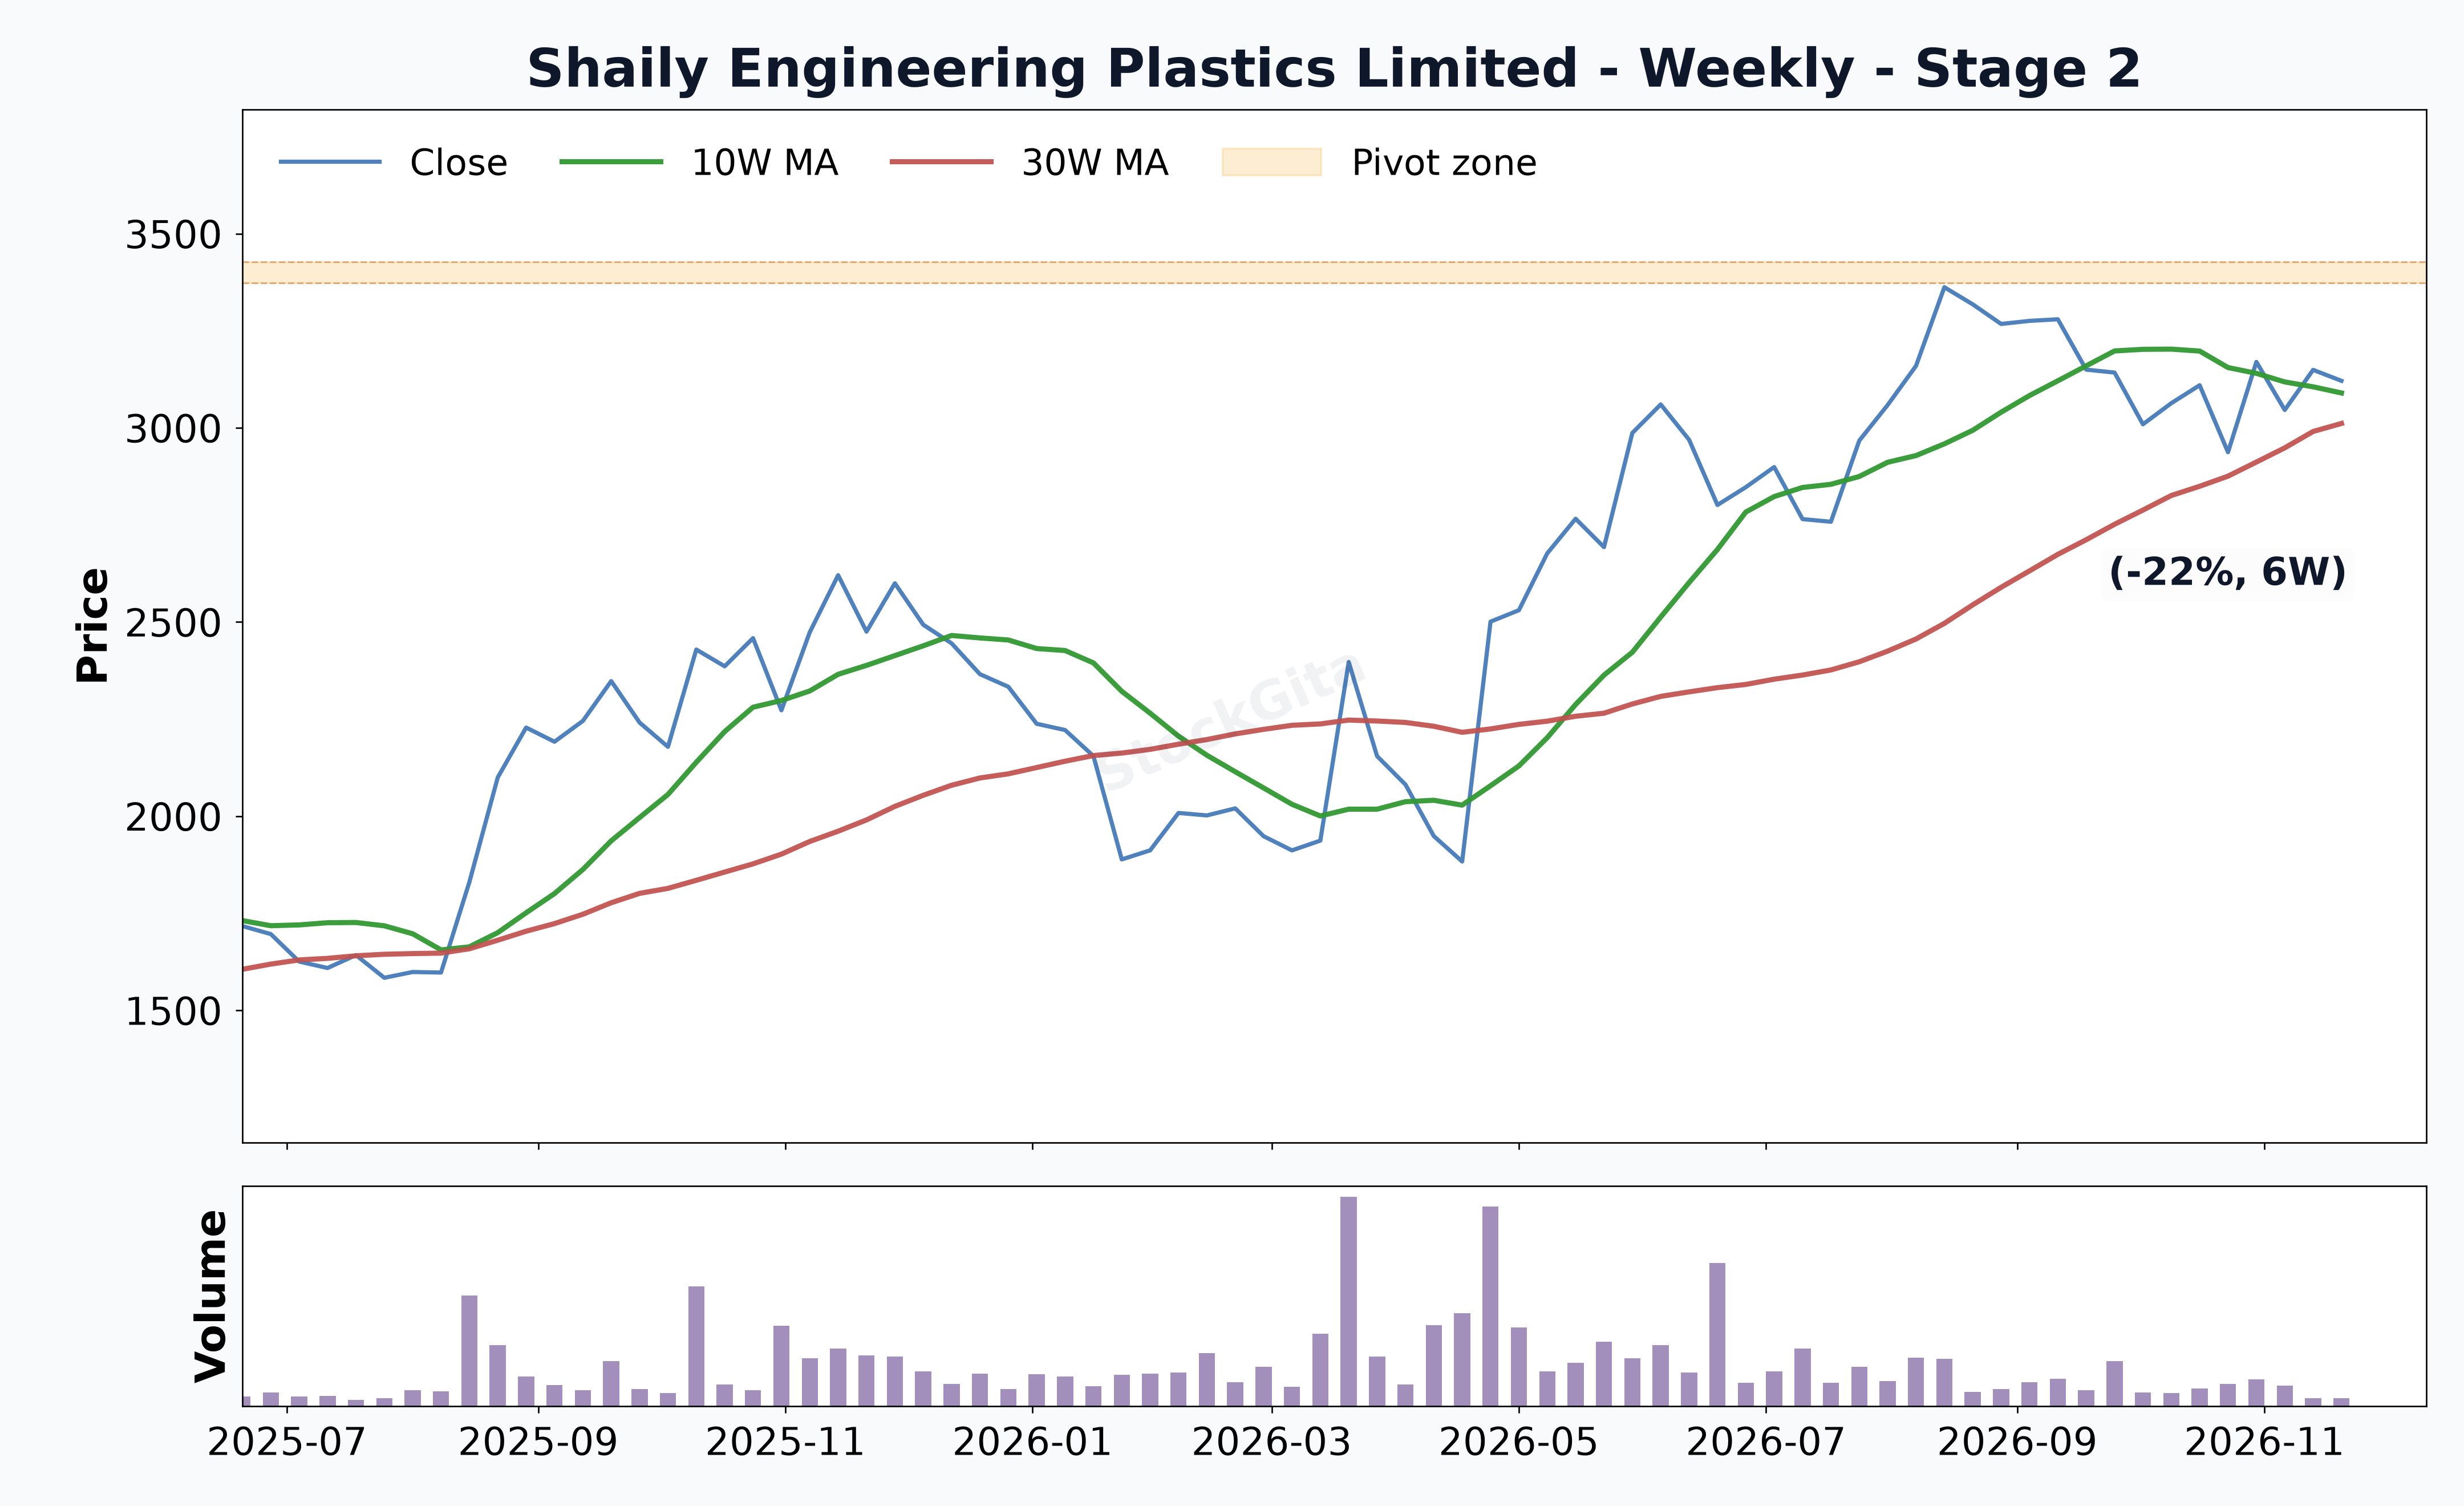 Shaily Engineering Plastics Limited - Weekly - Stage 2
Close 10W MA 30W MA Pivot zone
3500
3000
2500
2000
1500
Price
(-22%, 6W)
StockGita
Volume
2025-07 2025-09 2025-11 2026-01 2026-03 2026-05 2026-07 2026-09 2026-11